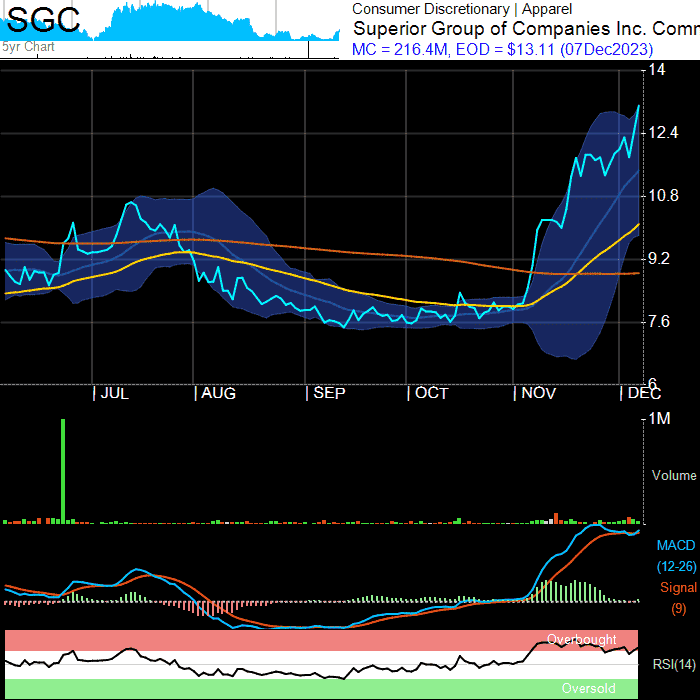 SGC
5yr Chart
Consumer Discretionary | Apparel
Superior Group of Companies Inc. Comm
MC = 216.4M, EOD = $13.11 (07Dec2023)
14
12.4
10.8
9.2
7.6
6
JUL AUG SEP OCT NOV DEC
1M
Volume
MACD
(12-26)
Signal
(9)
Overbought
RSI(14)
Oversold